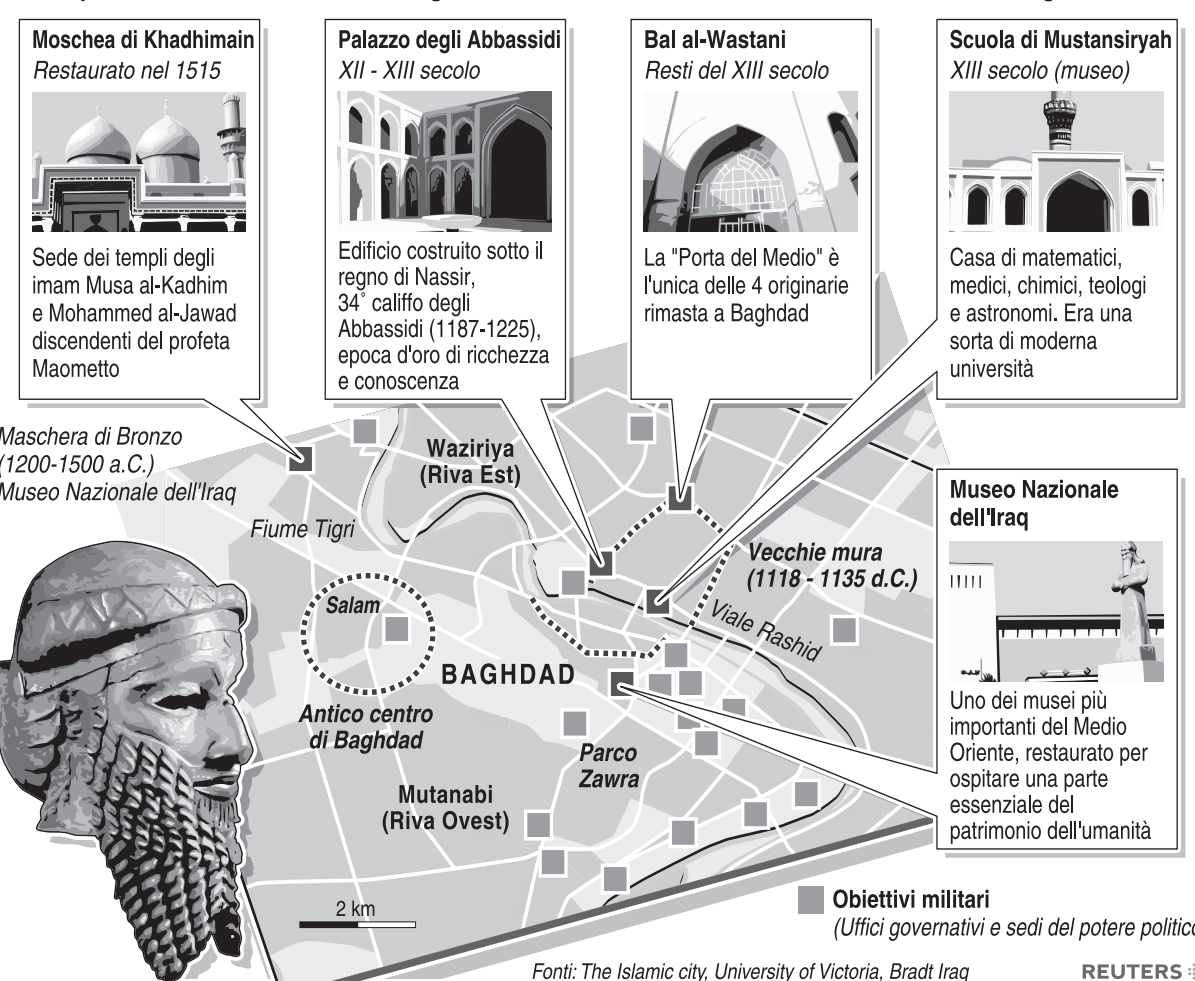 Moschea di Khadhimain
Restaurato nel 1515
Sede dei templi degli
imam Musa al-Kadhim
e Mohammed al-Jawad
discendenti del profeta
Maometto
Palazzo degli Abbassidi
XII - XIII secolo
Edificio costruito sotto il
regno di Nassir,
34° califfo degli
Abbassidi (1187-1225),
epoca d'oro di ricchezza
e conoscenza
Bal al-Wastani
Resti del XIII secolo
La "Porta del Medio" è
l'unica delle 4 originarie
rimasta a Baghdad
Scuola di Mustansiryah
XIII secolo (museo)
Casa di matematici,
medici, chimici, teologi
e astronomi. Era una
sorta di moderna
università
Maschera di Bronzo
(1200-1500 a.C.)
Museo Nazionale dell'Iraq
Waziriya
(Riva Est)
Fiume Tigri
Vecchie mura
(1118 - 1135 d.C.)
Viale Rashid
Salam
BAGHDAD
Antico centro
di Baghdad
Parco
Zawra
Mutanabi
(Riva Ovest)
2 km
Museo Nazionale
dell'Iraq
Uno dei musei più
importanti del Medio
Oriente, restaurato per
ospitare una parte
essenziale del
patrimonio dell'umanità
Obiettivi militari
(Uffici governativi e sedi del potere politico
Fonti: The Islamic city, University of Victoria, Bradt Iraq
REUTERS